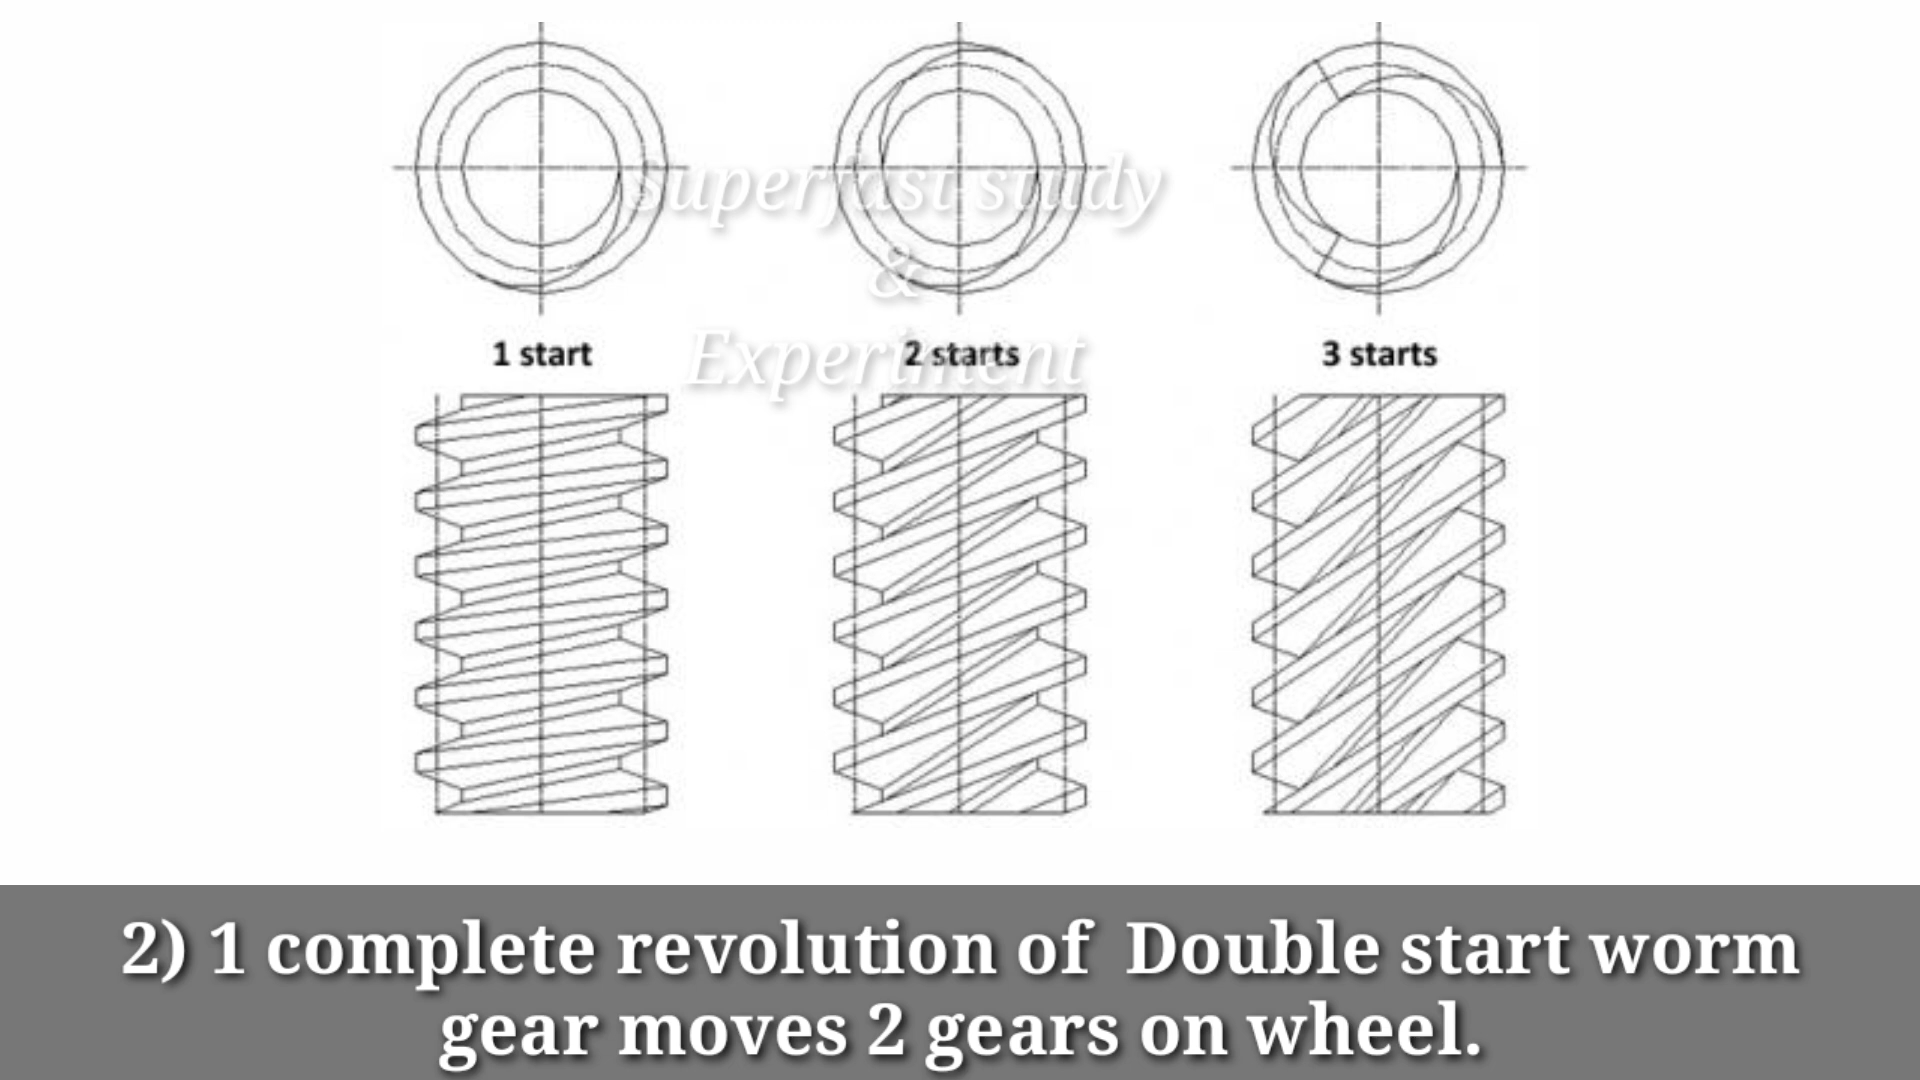 Superfast study
&
Experiment
1 start
2 starts
3 starts
2) 1 complete revolution of Double start worm
gear moves 2 gears on wheel.